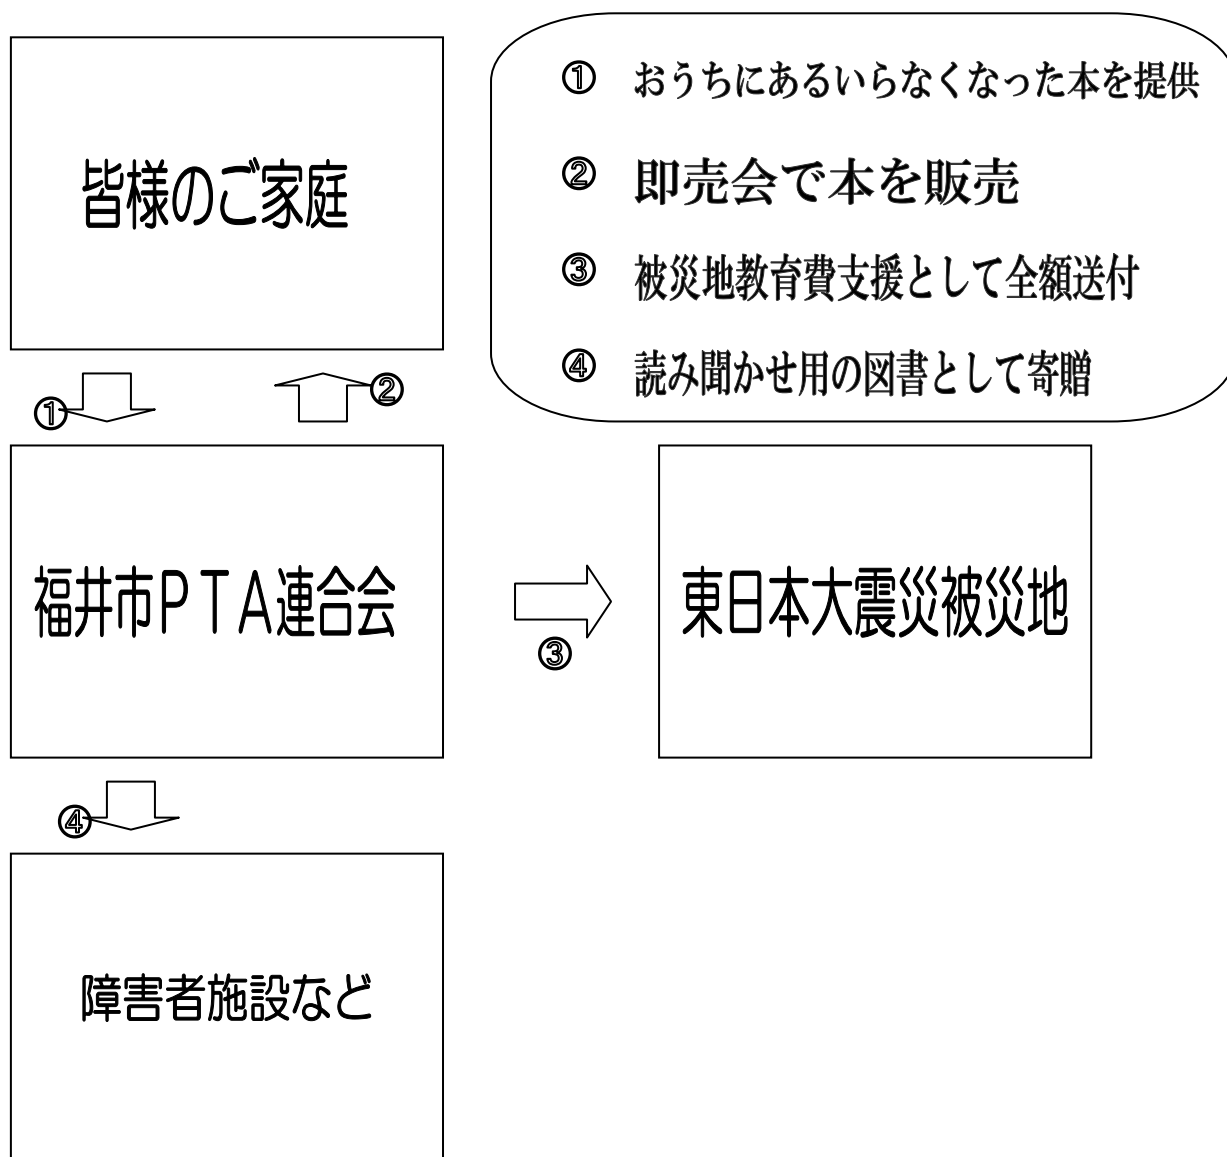 皆様のご家庭
① おうちにあるいらなくなった本を提供
② 即売会で本を販売
③ 被災地教育費支援として全額送付
④ 読み聞かせ用の図書として寄贈
①
②
福井市ＰＴＡ連合会
③
東日本大震災被災地
④
障害者施設など